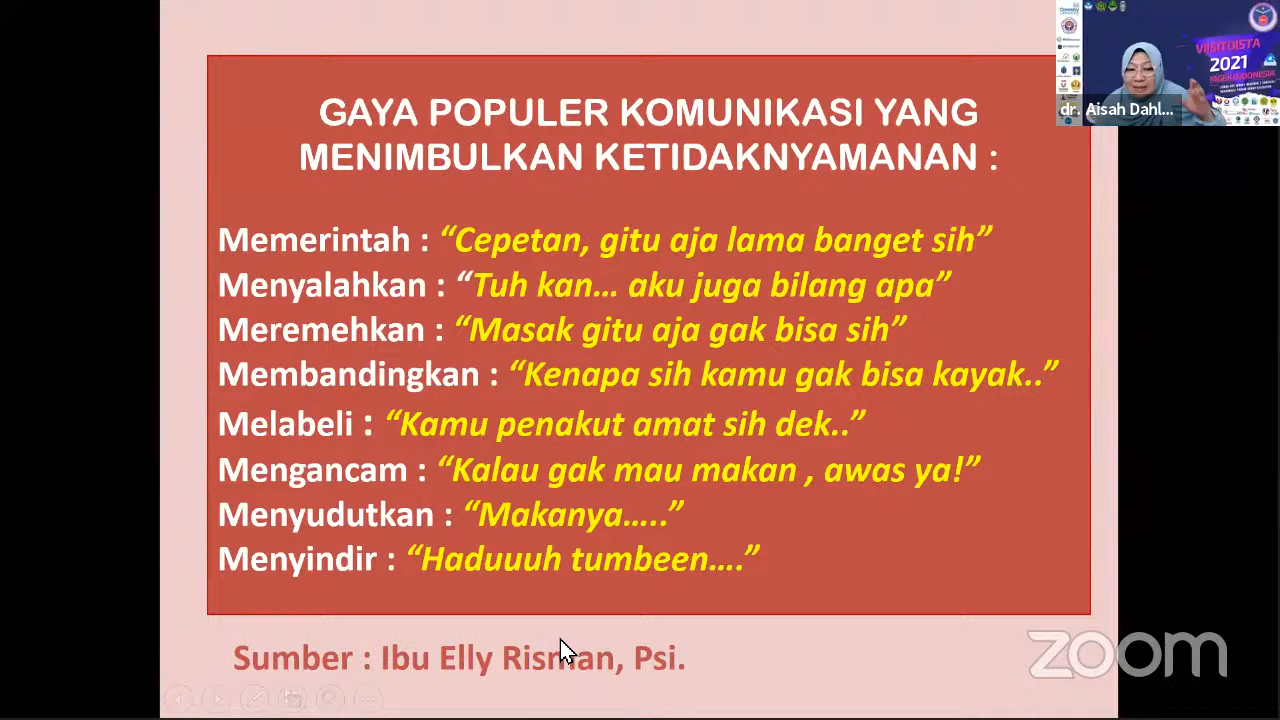 GAYA POPULER KOMUNIKASI YANG
MENIMBULKAN KETIDAKNYAMANAN :
Memerintah : “Cepetan, gitu aja lama banget sih”
Menyalahkan : “Tuh kan… aku juga bilang apa”
Meremehkan : “Masak gitu aja gak bisa sih”
Membandingkan : “Kenapa sih kamu gak bisa kayak..”
Melabeli : “Kamu penakut amat sih dek..”
Mengancam : “Kalau gak mau makan , awas ya!”
Menyudutkan : “Makanya…..”
Menyindir : “Haduuuh tumbeen….”
Sumber : Ibu Elly Risman, Psi.
VIISITOISTA
2021
INDONESIA
dr. Aisah Dahl...
zoom